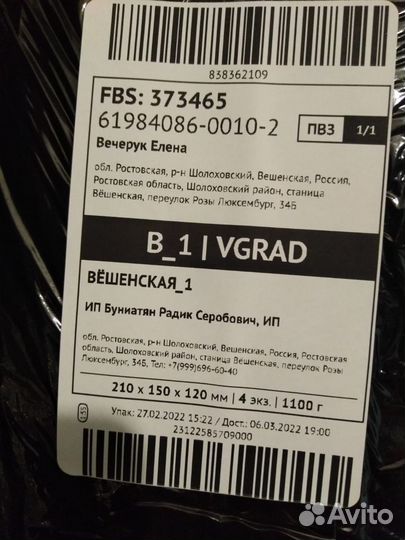 838362109
FBS: 373465
61984086-0010-2
ПВЗ 1/1
Вечерук Елена
обл. Ростовская, р-н Шолоховский, Вешенская, Россия,
Ростовская область, Шолоховский район, станица
Вёшенская, переулок Розы Люксембург, 34Б
B_1 | VGRAD
ВЁШЕНСКАЯ_1
ИП Буниатян Радик Серобович, ИП
обл. Ростовская, р-н Шолоховский, Вешенская, Россия, Ростовская
область, Шолоховский район, станица Вёшенская, переулок Розы
Люксембург, 34Б, Тел: +7(999)696-60-40
210 x 150 x 120 мм | 4 экз. | 1100 г
Упак: 27.02.2022 15:22 / Дост.: 06.03.2022 19:00
23122585709000
Avito